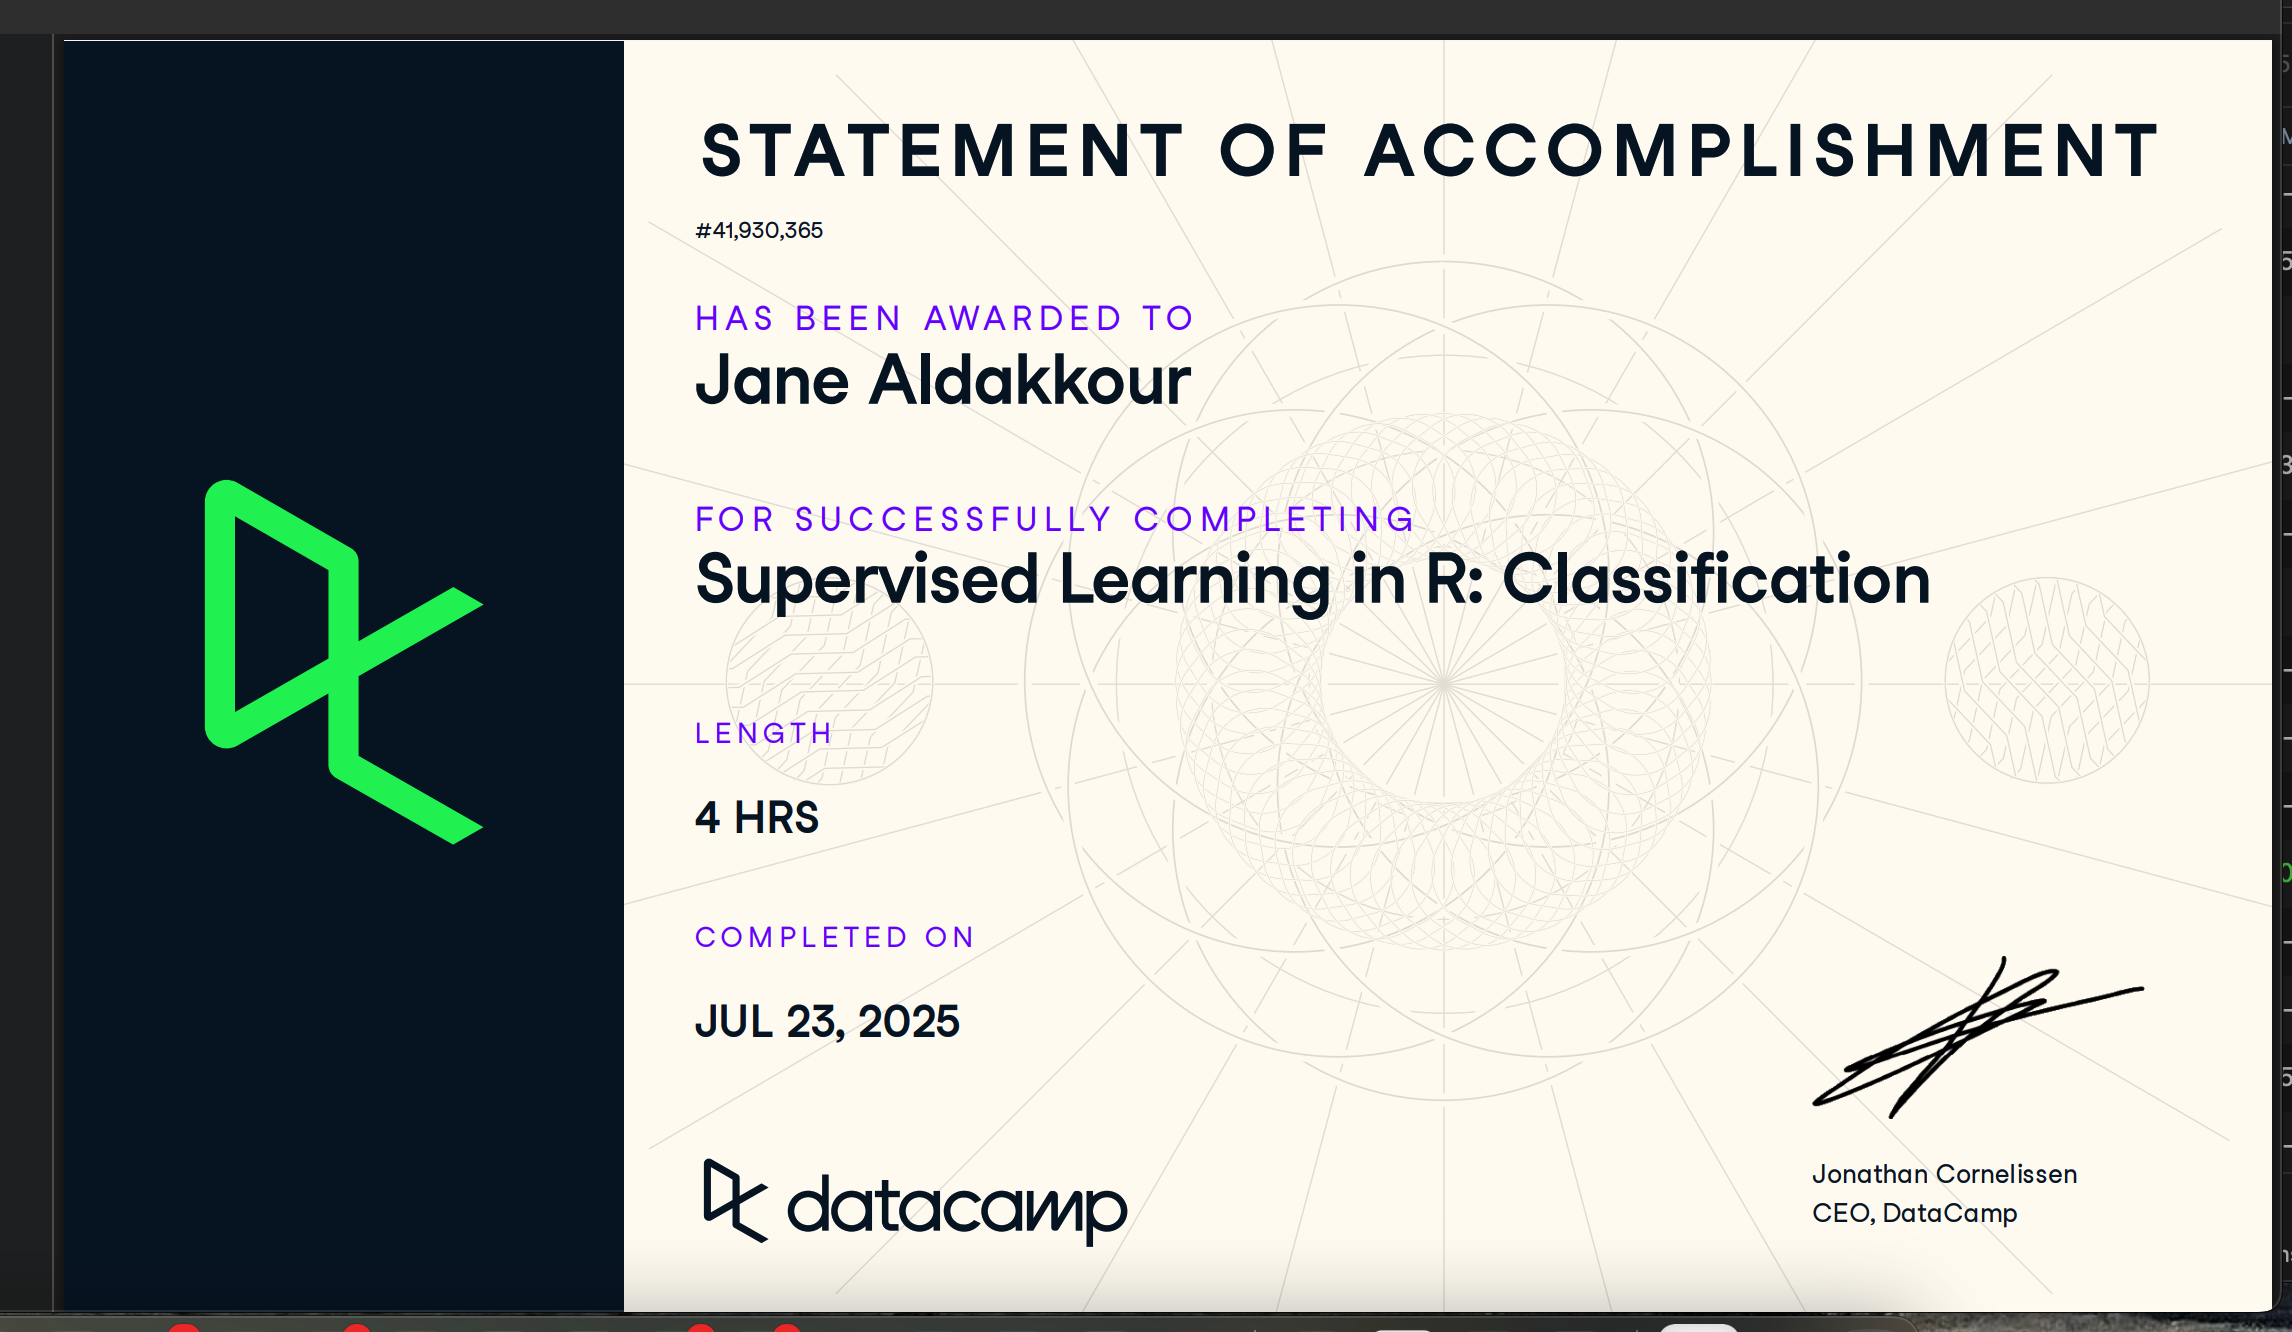 STATEMENT OF ACCOMPLISHMENT
#41,930,365
HAS BEEN AWARDED TO
Jane Aldakkour
FOR SUCCESSFULLY COMPLETING
Supervised Learning in R: Classification
LENGTH
4 HRS
COMPLETED ON
JUL 23, 2025
datacamp
Jonathan Cornelissen
CEO, DataCamp